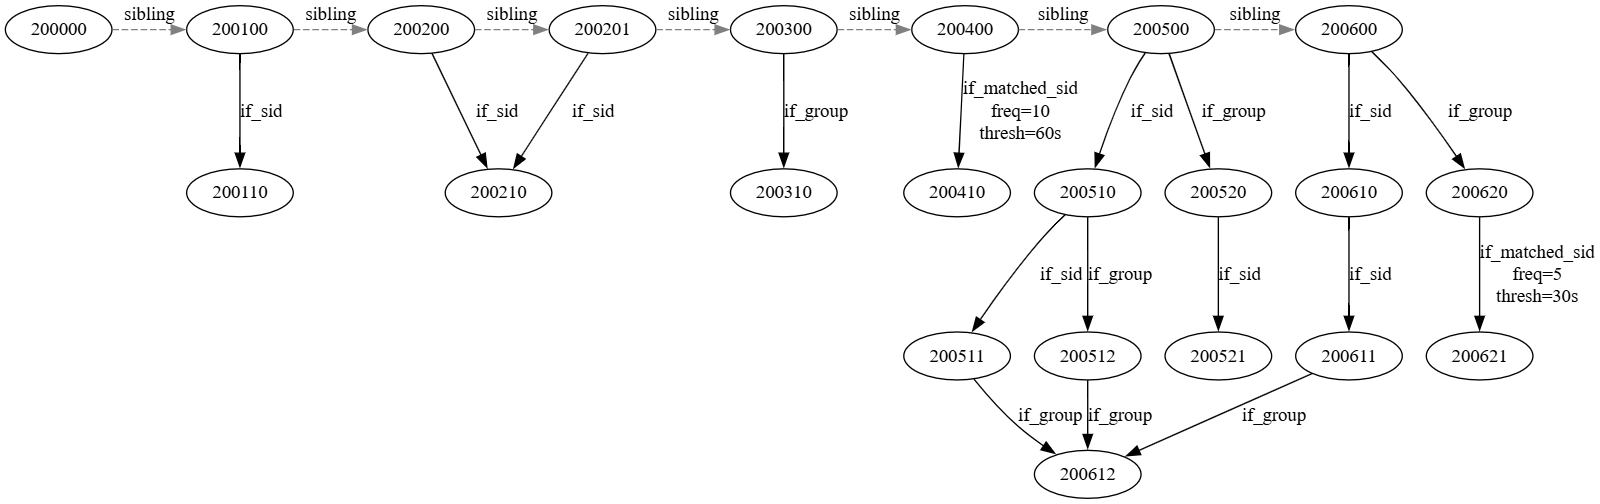 sibling
sibling
sibling
sibling
sibling
sibling
sibling
200000
200100
200200
200201
200300
200400
200500
200600
if_sid
if_sid
if_sid
if_group
if_matched_sid
freq=10
thresh=60s
if_sid
if_group
if_sid
if_group
200110
200210
200310
200410
200510
200520
200610
200620
if_sid
if_group
if_sid
if_sid
if_matched_sid
freq=5
thresh=30s
200511
200512
200521
200611
200621
if_group
if_group
if_group
200612